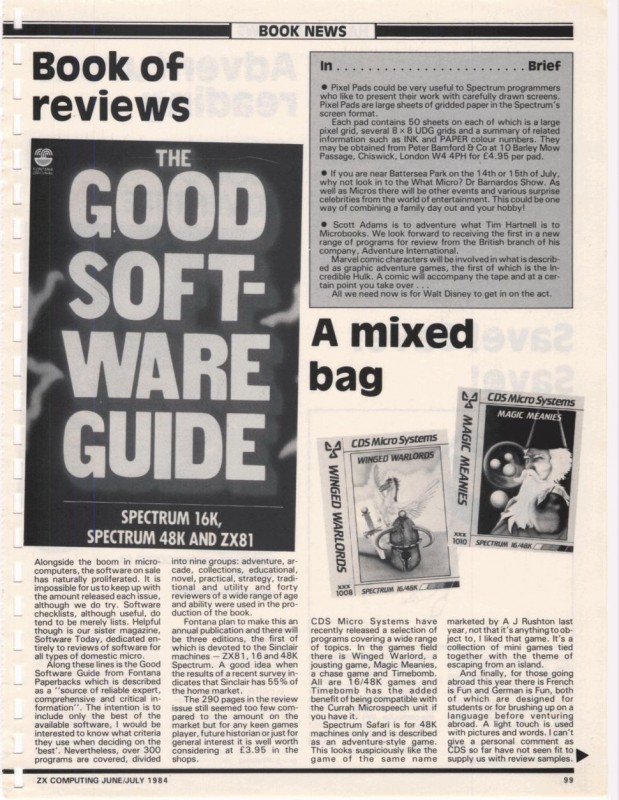 BOOK NEWS
Book of
reviews
THE
GOOD
SOFT-
WARE
GUIDE
SPECTRUM 16K,
SPECTRUM 48K AND ZX81
Alongside the boom in micro-
computers, the software on sale
has naturally proliferated. It is
impossible for us to keep up with
the amount released each issue,
although we do try. Software
checklists, although useful, do
tend to be merely lists. Helpful
though is our sister magazine,
Software Today, dedicated en-
tirely to reviews of software for
all types of domestic micro.
Along these lines is the Good
Software Guide from Fontana
Paperbacks which is described
as a "source of reliable expert,
comprehensive and critical in-
formation". The intention is to
include only the best of the
available software, I would be
interested to know what criteria
they use when deciding on the
'best'. Nevertheless, over 300
programs are covered, divided
into nine groups: adventure, ar-
cade, collections, educational,
novel, practical, strategy, tradi-
tional and utility and forty
reviewers of a wide range of age
and ability were used in the pro-
duction of the book.
Fontana plan to make this an
annual publication and there will
be three editions, the first of
which is devoted to the Sinclair
machines — ZX81, 16 and 48K
Spectrum. A good idea when
the results of a recent survey in-
dicates that Sinclair has 55% of
the home market.
The 290 pages in the review
issue still seemed too few com-
pared to the amount on the
market but for any keen games
player, future historian or just for
general interest it is well worth
considering at £3.95 in the
shops.
In . . . . . . . . . . . . . . . . . . . . . . . . . . Brief
● Pixel Pads could be very useful to Spectrum programmers
who like to present their work with carefully drawn screens.
Pixel Pads are large sheets of gridded paper in the Spectrum's
screen format.
Each pad contains 50 sheets on each of which is a large
pixel grid, several 8 × 8 UDG grids and a summary of related
information such as INK and PAPER colour numbers. They
may be obtained from Peter Bamford & Co at 10 Barley Mow
Passage, Chiswick, London W4 4PH for £4.95 per pad.
● If you are near Battersea Park on the 14th or 15th of July,
why not look in to the What Micro? Dr Barnardos Show. As
well as Micros there will be other events and various surprise
celebrities from the world of entertainment. This could be one
way of combining a family day out and your hobby!
● Scott Adams is to adventure what Tim Hartnell is to
Microbooks. We look forward to receiving the first in a new
range of programs for review from the British branch of his
company, Adventure International.
Marvel comic characters will be involved in what is describ-
ed as graphic adventure games, the first of which is the In-
credible Hulk. A comic will accompany the tape and at a cer-
tain point you take over . . .
All we need now is for Walt Disney to get in on the act.
A mixed
bag
CDS Micro Systems
WINGED WARLORDS
WINGED WARLORDS
XXX
1008
SPECTRUM 16/48K
CDS Micro Systems
MAGIC MEANIES
MAGIC MEANIES
XXX
1010
SPECTRUM 16/48K
CDS Micro Systems have
recently released a selection of
programs covering a wide range
of topics. In the games field
there is Winged Warlord, a
jousting game, Magic Meanies,
a chase game and Timebomb.
All are 16/48K games and
Timebomb has the added
benefit of being compatible with
the Currah Microspeech unit if
you have it.
Spectrum Safari is for 48K
machines only and is described
as an adventure-style game.
This looks suspiciously like the
game of the same name
marketed by A J Rushton last
year, not that it's anything to ob-
ject to, I liked that game. It's a
collection of mini games tied
together with the theme of
escaping from an island.
And finally, for those going
abroad this year there is French
is Fun and German is Fun, both
of which are designed for
students or for brushing up on a
language before venturing
abroad. A light touch is used
with pictures and words. I can't
give a personal comment as
CDS so far have not seen fit to
supply us with review samples.
ZX COMPUTING JUNE/JULY 1984
99